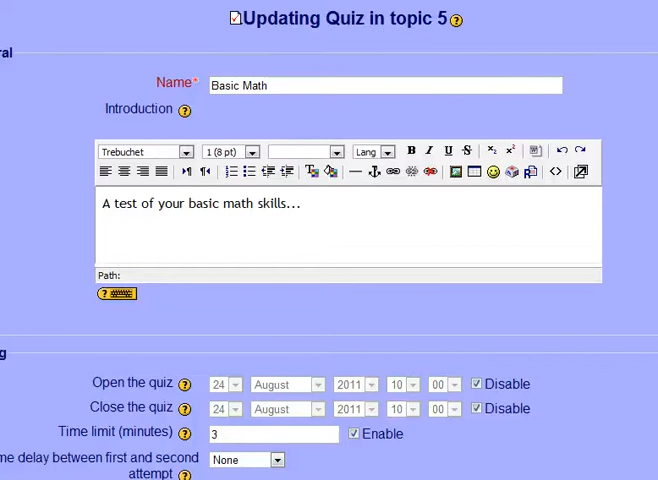 Updating Quiz in topic 5
ral
Name*
Basic Math
Introduction
Trebuchet 1 (8 pt) Lang B I U S x₂ x²
A test of your basic math skills...
Path:
g
Open the quiz 24 August 2011 10 00 Disable
Close the quiz 24 August 2011 10 00 Disable
Time limit (minutes) 3 Enable
me delay between first and second
attempt
None